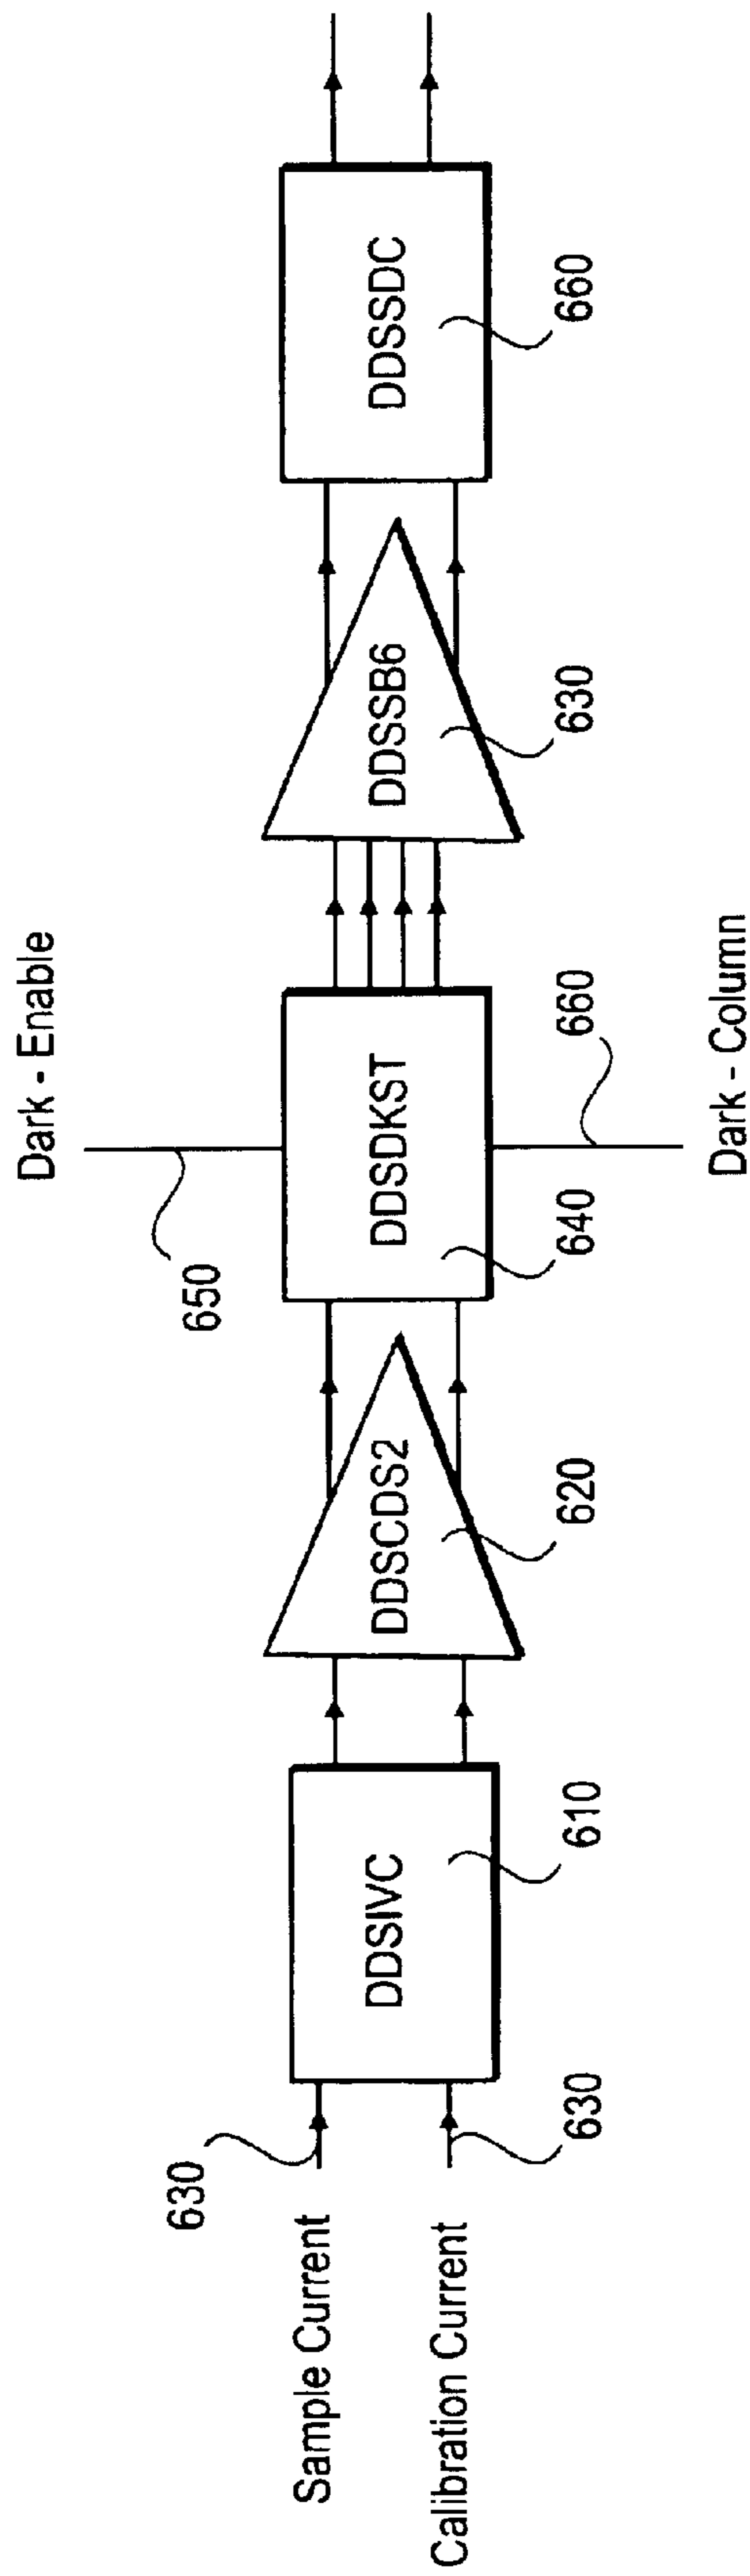 Dark - Enable
650
630
Sample Current
Calibration Current
630
DDSIVC
610
DDSCDS2
620
DDSDKST
640
660
Dark - Column
DDSSB6
630
DDSSDC
660